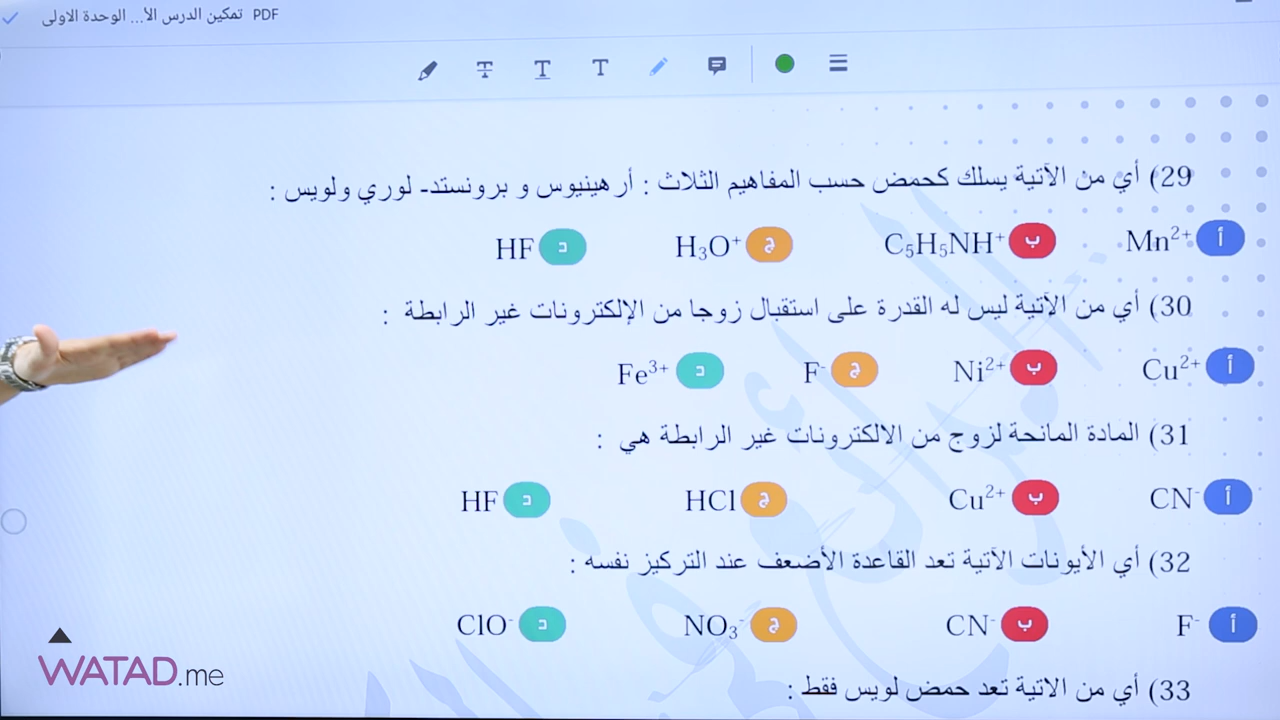 تمكين الدرس الأ... الوحدة الاولى PDF
29) أي من الآتية يسلك كحمض حسب المفاهيم الثلاث : أرهينيوس و برونستد- لوري ولويس :
أ Mn²⁺ ب C₅H₅NH⁺ ج H₃O⁺ د HF
30) أي من الآتية ليس له القدرة على استقبال زوجا من الإلكترونات غير الرابطة :
أ Cu²⁺ ب Ni²⁺ ج F⁻ د Fe³⁺
31) المادة المانحة لزوج من الالكترونات غير الرابطة هي :
أ CN⁻ ب Cu²⁺ ج HCl د HF
32) أي الأيونات الآتية تعد القاعدة الأضعف عند التركيز نفسه :
أ F⁻ ب CN⁻ ج NO₃⁻ د ClO⁻
33) أي من الاتية تعد حمض لويس فقط :
WATAD.me